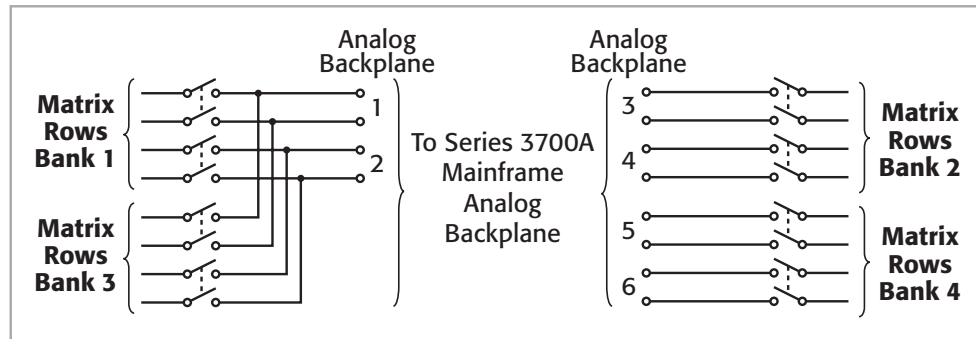 Analog
Backplane
Matrix
Rows
Bank 1
1
2
Matrix
Rows
Bank 3
To Series 3700A
Mainframe
Analog
Backplane
Analog
Backplane
3
4
5
6
Matrix
Rows
Bank 2
Matrix
Rows
Bank 4